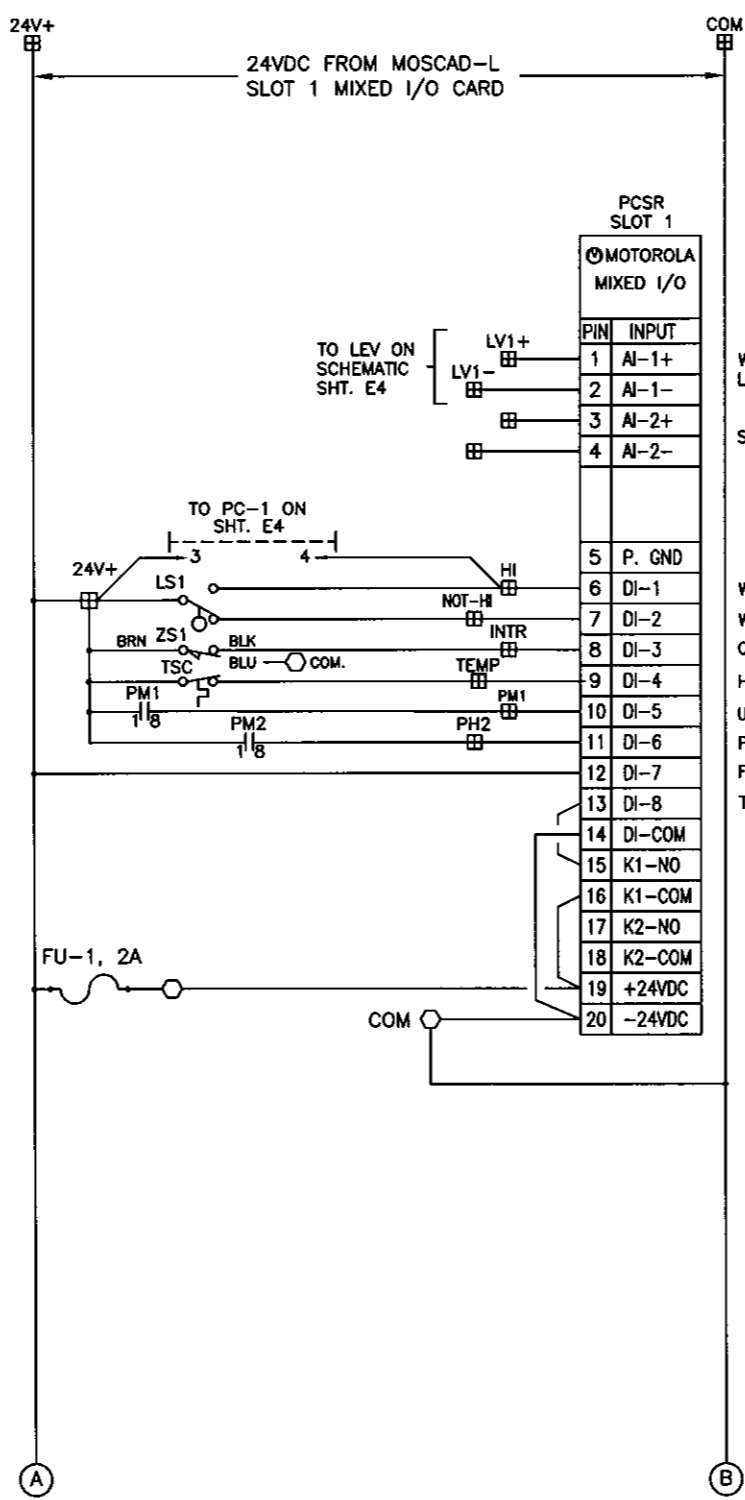 24V+
COM
24VDC FROM MOSCAD-L
SLOT 1 MIXED I/O CARD
PCSR
SLOT 1
MOTOROLA
MIXED I/O
PIN INPUT
TO LEV ON
SCHEMATIC
SHT. E4
LV1+
1 AI-1+
W
L
LV1-
2 AI-1-
3 AI-2+
S
4 AI-2-
TO PC-1 ON
SHT. E4
3 4
5 P. GND
24V+
LS1
HI
6 DI-1
W
NOT-HI
7 DI-2
W
BRN ZS1 BLK
INTR
8 DI-3
BLU COM.
TSC
TEMP
9 DI-4
H
PM1
1 8
PM1
10 DI-5
U
PM2
1 8
PH2
11 DI-6
P
12 DI-7
F
13 DI-8
T
14 DI-COM
15 K1-NO
16 K1-COM
17 K2-NO
18 K2-COM
FU-1, 2A
19 +24VDC
COM
20 -24VDC
A
B